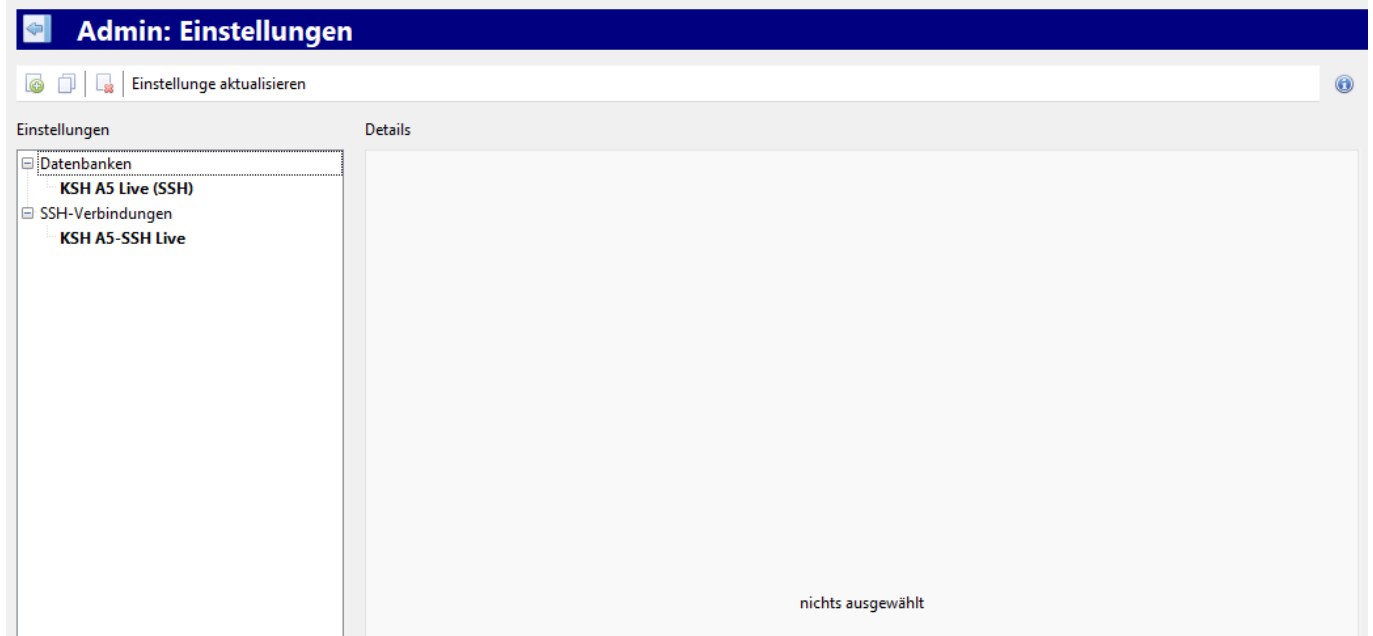 Admin: Einstellungen
Einstellunge aktualisieren
Einstellungen
Details
Datenbanken
KSH A5 Live (SSH)
SSH-Verbindungen
KSH A5-SSH Live
nichts ausgewählt